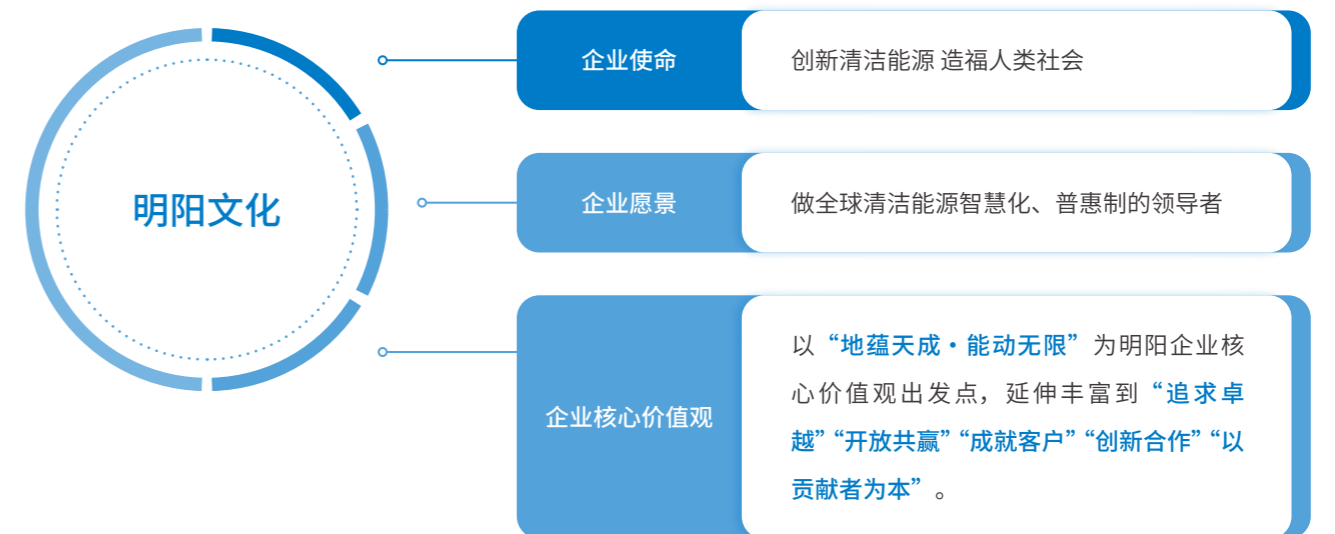 明阳文化
企业使命
创新清洁能源 造福人类社会
企业愿景
做全球清洁能源智慧化、普惠制的领导者
企业核心价值观
以“地蕴天成·能动无限”为明阳企业核
心价值观出发点，延伸丰富到“追求卓
越”“开放共赢”“成就客户”“创新合作”“以
贡献者为本”。